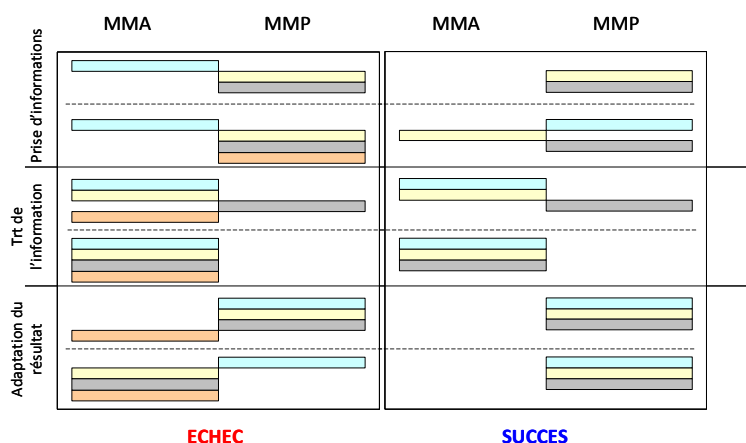 MMA MMP MMA MMP
Prise d’informations
Trt de
l’information
Adaptation du
résultat
ECHEC SUCCES